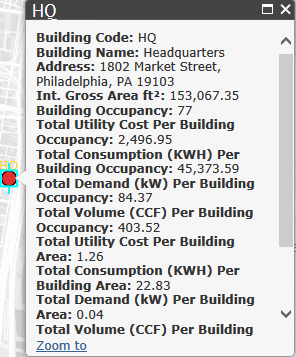 HQ
Building Code: HQ
Building Name: Headquarters
Address: 1802 Market Street,
Philadelphia, PA 19103
Int. Gross Area ft²: 153,067.35
Building Occupancy: 77
Total Utility Cost Per Building
Occupancy: 2,496.95
Total Consumption (KWH) Per
Building Occupancy: 45,373.59
Total Demand (kW) Per Building
Occupancy: 84.37
Total Volume (CCF) Per Building
Occupancy: 403.52
Total Utility Cost Per Building
Area: 1.26
Total Consumption (KWH) Per
Building Area: 22.83
Total Demand (kW) Per Building
Area: 0.04
Total Volume (CCF) Per Building
Zoom to
HQ